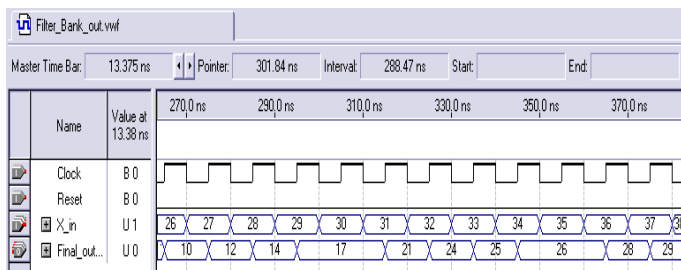 Filter_Bank_out.vwf
Master Time Bar: 13.375 ns Pointer: 301.84 ns Interval: 288.47 ns Start: End:
Name Value at 13.38 ns 270.0 ns 290.0 ns 310.0 ns 330.0 ns 350.0 ns 370.0 ns
Clock B 0
Reset B 0
X_in U 1 26 27 28 29 30 31 32 33 34 35 36 37
Final_out... U 0 10 12 14 17 21 24 25 26 28 29